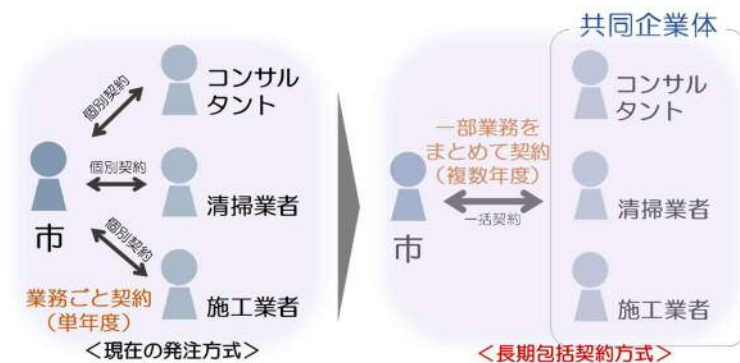 コンサル
タント
個別契約
個別契約
清掃業者
市
個別契約
業務ごと契約
（単年度）
施工業者
＜現在の発注方式＞
共同企業体
コンサル
タント
一部業務を
まとめて契約
（複数年度）
一括契約
清掃業者
市
施工業者
＜長期包括契約方式＞